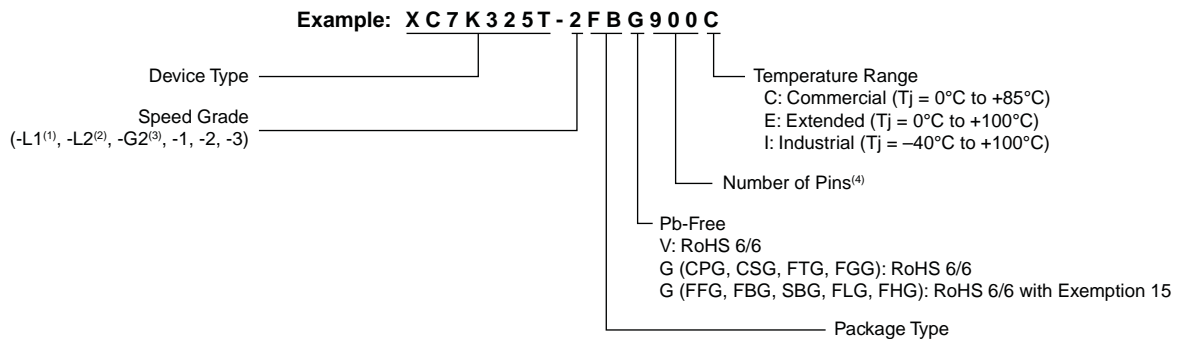 Example: XC7K325T-2FBG900C
Device Type
Temperature Range
C: Commercial (Tj = 0°C to +85°C)
E: Extended (Tj = 0°C to +100°C)
I: Industrial (Tj = –40°C to +100°C)
Speed Grade
(-L1(1), -L2(2), -G2(3), -1, -2, -3)
Number of Pins(4)
Pb-Free
V: RoHS 6/6
G (CPG, CSG, FTG, FGG): RoHS 6/6
G (FFG, FBG, SBG, FLG, FHG): RoHS 6/6 with Exemption 15
Package Type